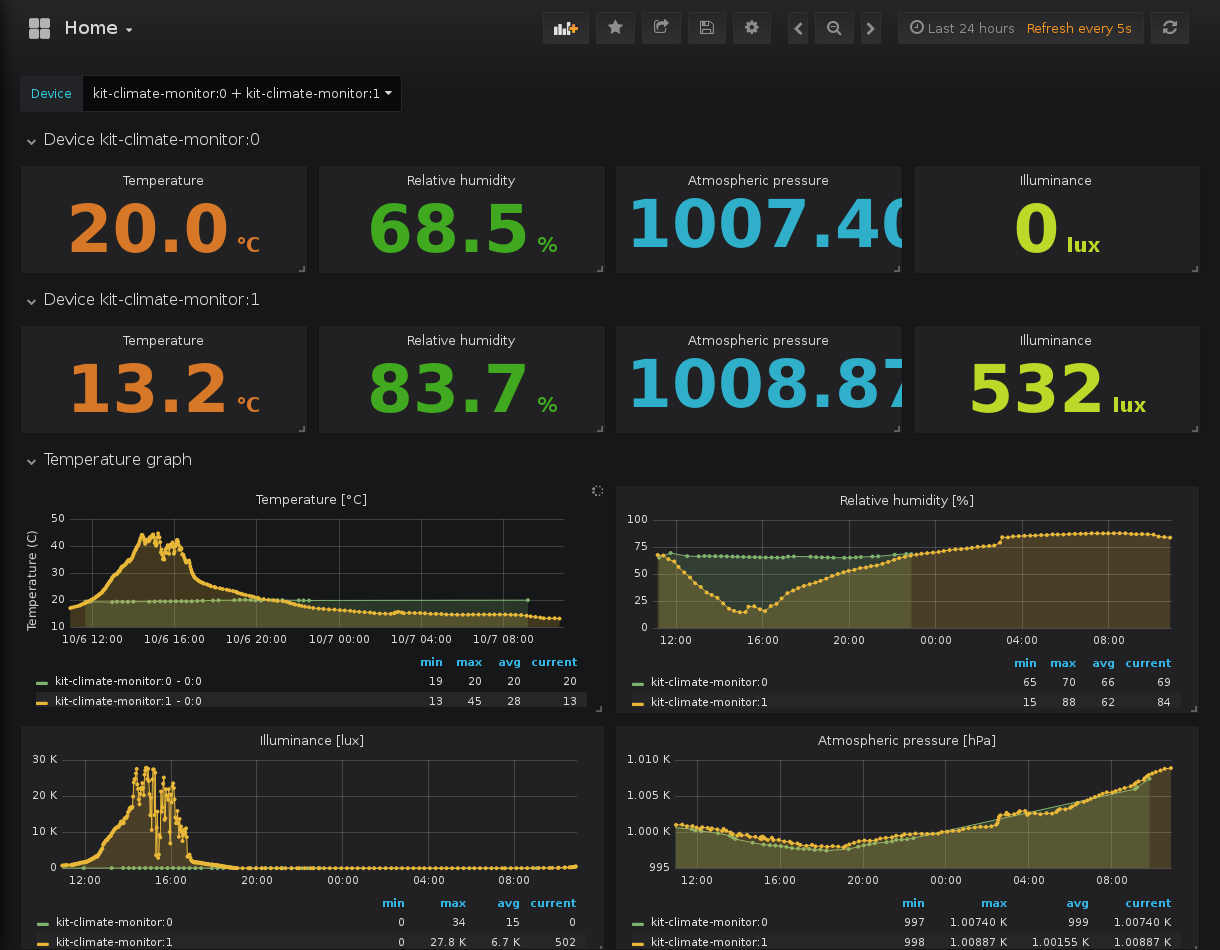 Home
Last 24 hours Refresh every 5s
Device kit-climate-monitor:0 + kit-climate-monitor:1
Device kit-climate-monitor:0
Temperature
20.0 °C
Relative humidity
68.5 %
Atmospheric pressure
1007.40
Illuminance
0 lux
Device kit-climate-monitor:1
Temperature
13.2 °C
Relative humidity
83.7 %
Atmospheric pressure
1008.87
Illuminance
532 lux
Temperature graph
Temperature [°C]
Temperature (C)
50
40
30
20
10
10/6 12:00 10/6 16:00 10/6 20:00 10/7 00:00 10/7 04:00 10/7 08:00
min max avg current
kit-climate-monitor:0 - 0:0 19 20 20 20
kit-climate-monitor:1 - 0:0 13 45 28 13
Relative humidity [%]
100
75
50
25
0
12:00 16:00 20:00 00:00 04:00 08:00
min max avg current
kit-climate-monitor:0 65 70 66 69
kit-climate-monitor:1 15 88 62 84
Illuminance [lux]
30 K
20 K
10 K
0
12:00 16:00 20:00 00:00 04:00 08:00
min max avg current
kit-climate-monitor:0 0 34 15 0
kit-climate-monitor:1 0 27.8 K 6.7 K 502
Atmospheric pressure [hPa]
1.010 K
1.005 K
1.000 K
995
12:00 16:00 20:00 00:00 04:00 08:00
min max avg current
kit-climate-monitor:0 997 1.00740 K 999 1.00740 K
kit-climate-monitor:1 998 1.00887 K 1.00155 K 1.00887 K